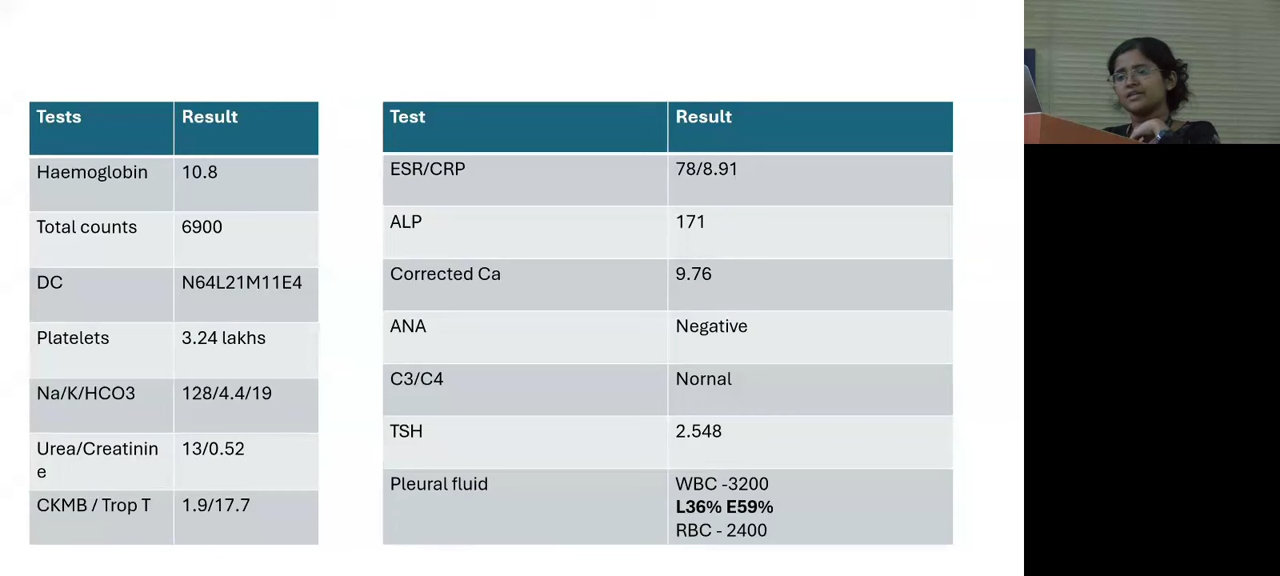 Tests Result
Haemoglobin 10.8
Total counts 6900
DC N64L21M11E4
Platelets 3.24 lakhs
Na/K/HCO3 128/4.4/19
Urea/Creatinin
e 13/0.52
CKMB / Trop T 1.9/17.7
Test Result
ESR/CRP 78/8.91
ALP 171
Corrected Ca 9.76
ANA Negative
C3/C4 Nornal
TSH 2.548
Pleural fluid WBC -3200
L36% E59%
RBC - 2400